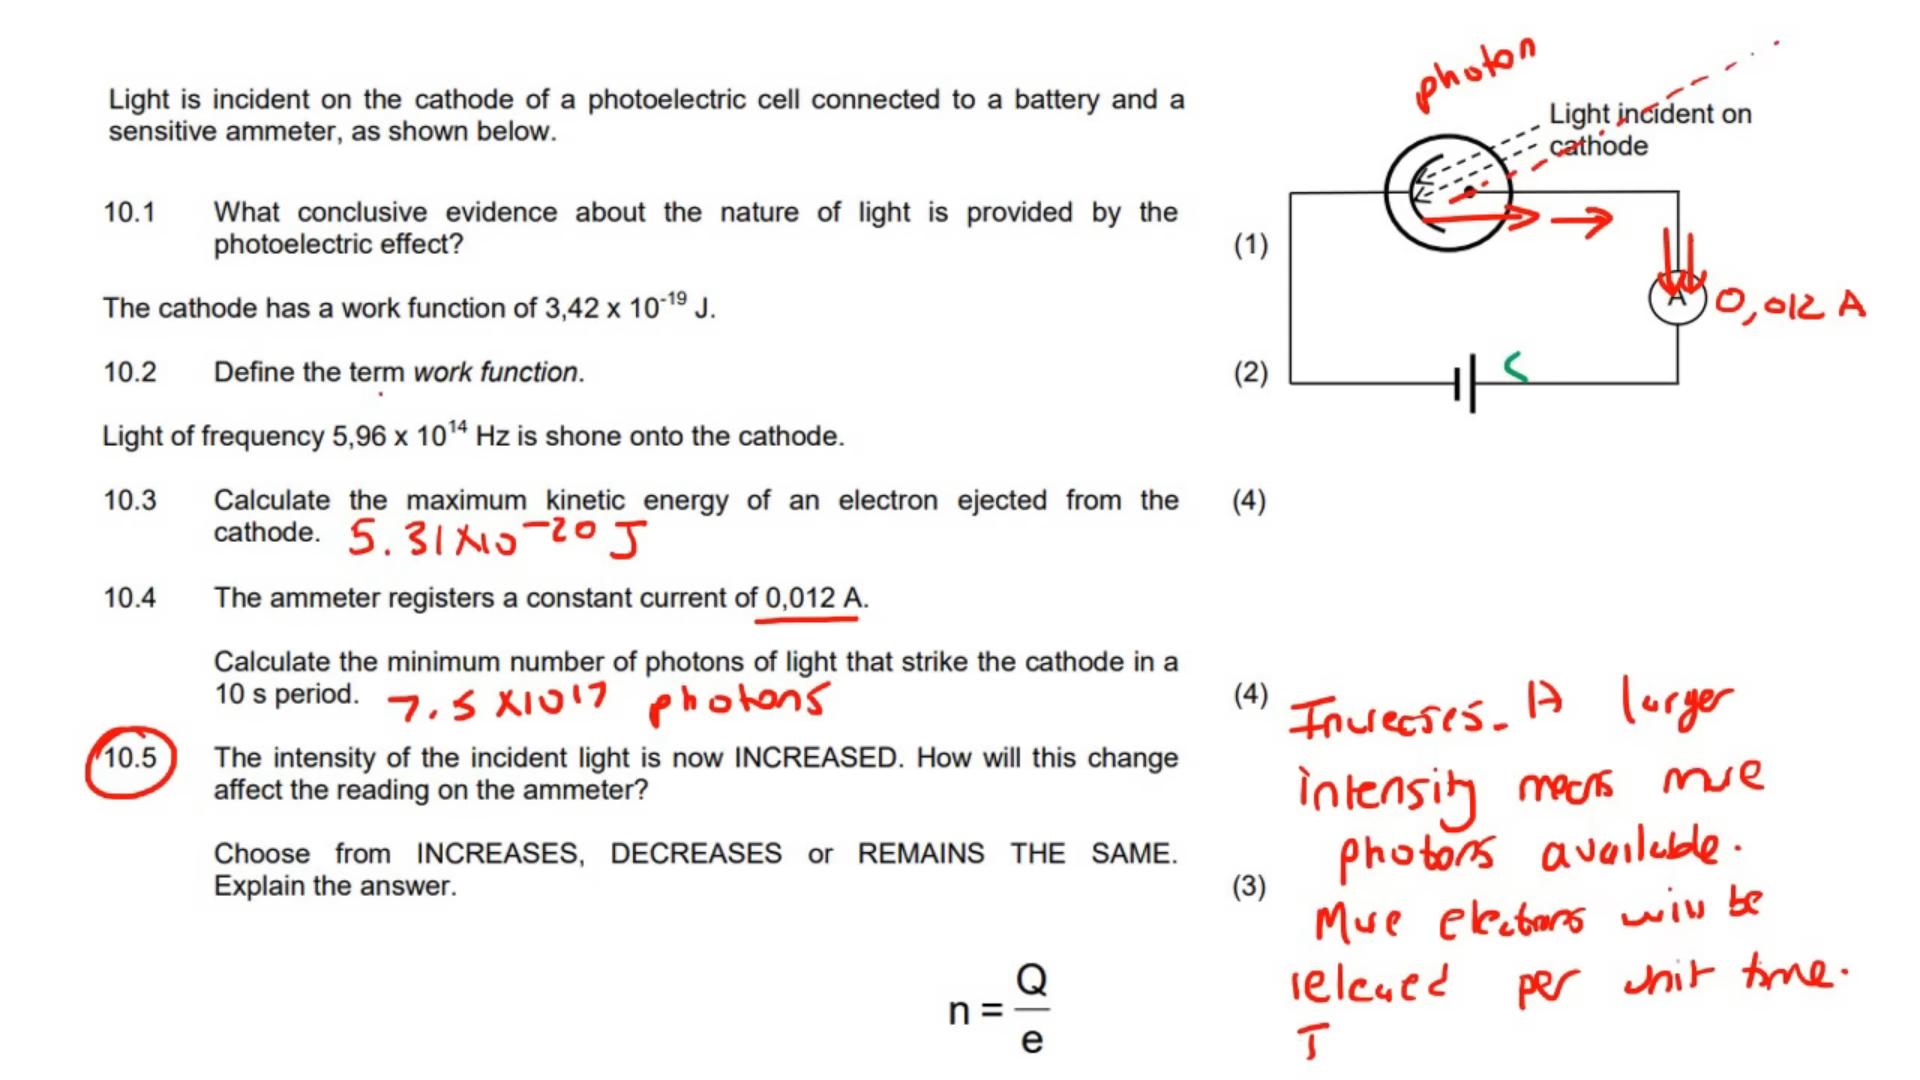 photon
Light is incident on the cathode of a photoelectric cell connected to a battery and a
sensitive ammeter, as shown below.
Light incident on
cathode
10.1 What conclusive evidence about the nature of light is provided by the
photoelectric effect? (1)
A 0,012 A
The cathode has a work function of 3,42 x 10⁻¹⁹ J.
10.2 Define the term work function. (2)
Light of frequency 5,96 x 10¹⁴ Hz is shone onto the cathode.
10.3 Calculate the maximum kinetic energy of an electron ejected from the (4)
cathode. 5.31×10⁻²⁰ J
10.4 The ammeter registers a constant current of 0,012 A.
Calculate the minimum number of photons of light that strike the cathode in a
10 s period. 7.5 ×10¹⁷ photons (4)
10.5 The intensity of the incident light is now INCREASED. How will this change
affect the reading on the ammeter?
Choose from INCREASES, DECREASES or REMAINS THE SAME.
Explain the answer. (3)
Increases. A larger
intensity means more
photons available.
More electrons will be
released per unit time.
I
n = Q
e